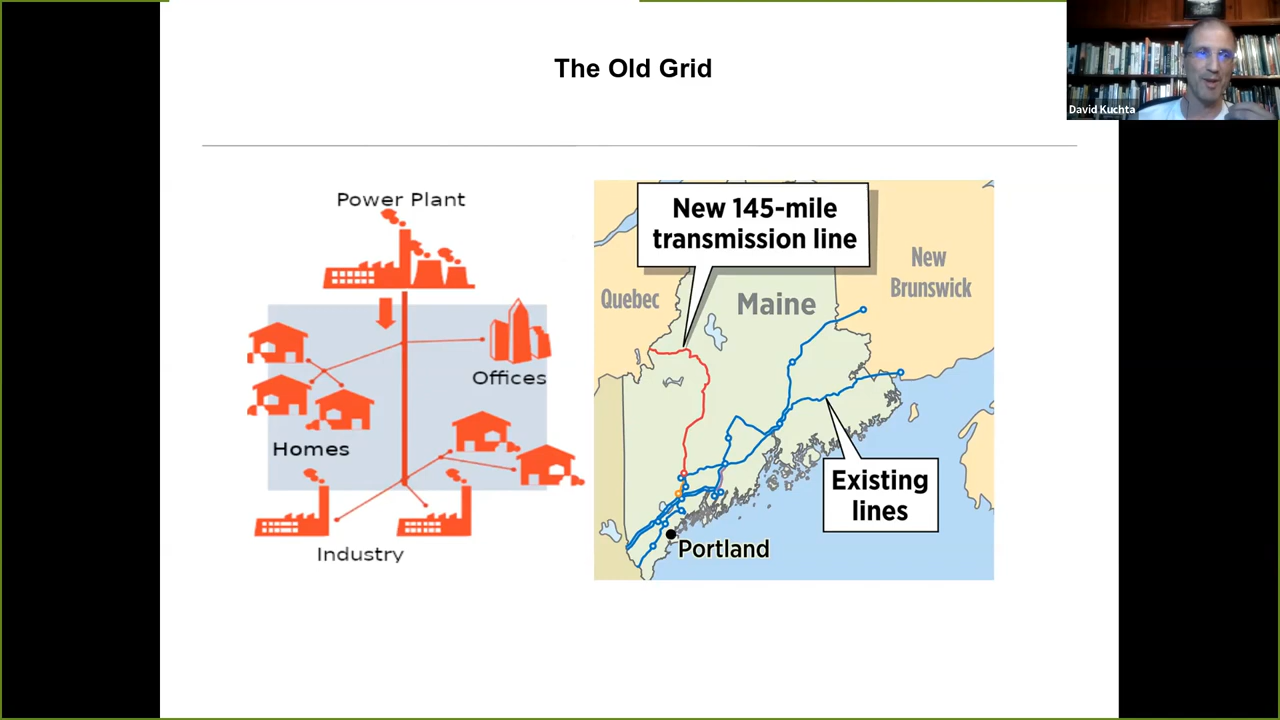 The Old Grid
David Kuchta
Power Plant
Offices
Homes
Industry
New 145-mile
transmission line
Quebec
Maine
New
Brunswick
Existing
lines
Portland